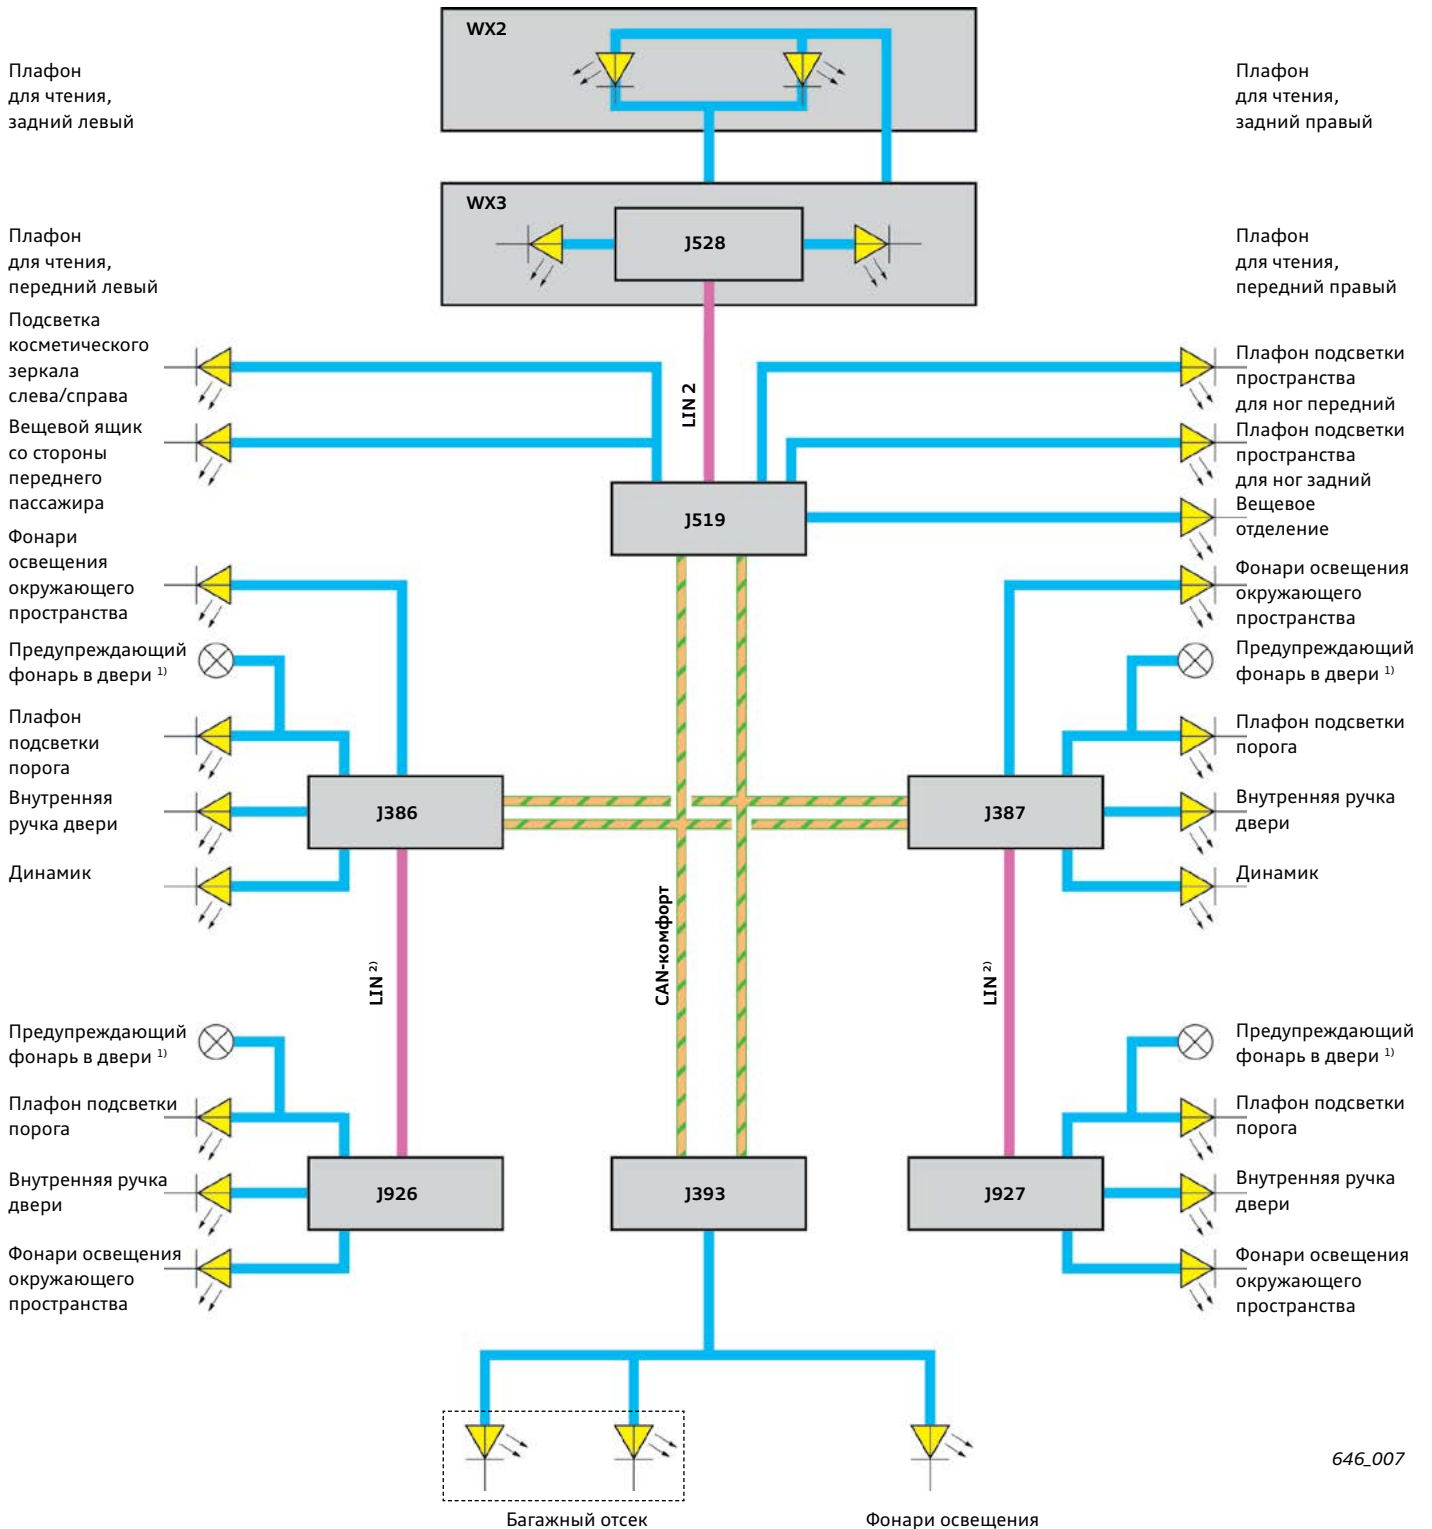 WX2
Плафон
для чтения,
задний левый
Плафон
для чтения,
задний правый
WX3
J528
Плафон
для чтения,
передний левый
Плафон
для чтения,
передний правый
Подсветка
косметического
зеркала
слева/справа
Вещевой ящик
со стороны
переднего
пассажира
LIN 2
Плафон подсветки
пространства
для ног передний
Плафон подсветки
пространства
для ног задний
J519
Вещевое
отделение
Фонари
освещения
окружающего
пространства
Предупреждающий
фонарь в двери ¹⁾
Плафон
подсветки
порога
Внутренняя
ручка двери
Динамик
J386
Фонари освещения
окружающего
пространства
Предупреждающий
фонарь в двери ¹⁾
Плафон подсветки
порога
Внутренняя ручка
двери
Динамик
J387
LIN ²⁾
CAN-комфорт
LIN ²⁾
Предупреждающий
фонарь в двери ¹⁾
Плафон подсветки
порога
Внутренняя ручка
двери
Фонари освещения
окружающего
пространства
J926
J393
J927
Предупреждающий
фонарь в двери ¹⁾
Плафон подсветки
порога
Внутренняя ручка
двери
Фонари освещения
окружающего
пространства
646_007
Багажный отсек
Фонари освещения